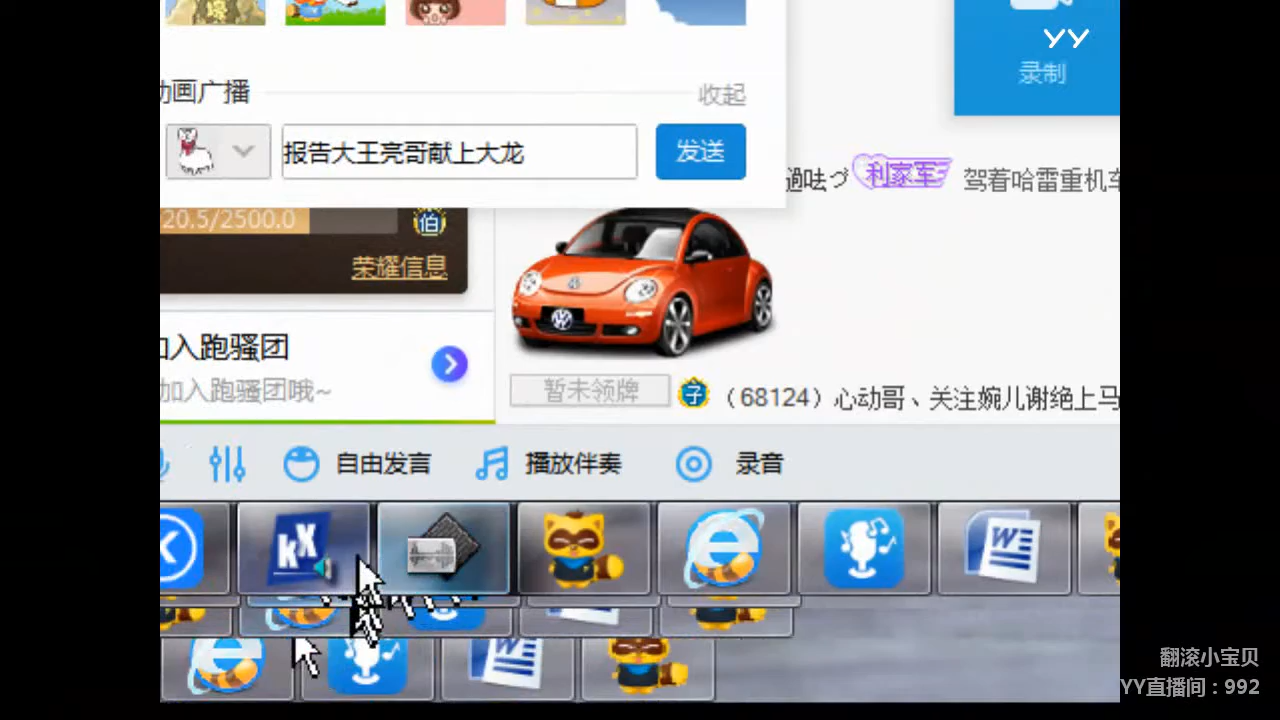 YY
录制
动画广播
收起
报告大王亮哥献上大龙
发送
利家军
驾着哈雷重机车
20.5/2500.0
伯
荣耀信息
加入跑骚团
加入跑骚团哦~
暂未领牌
子
（68124）心动哥、关注婉儿谢绝上马
自由发言
播放伴奏
录音
kX
W
W
翻滚小宝贝
YY直播间：992